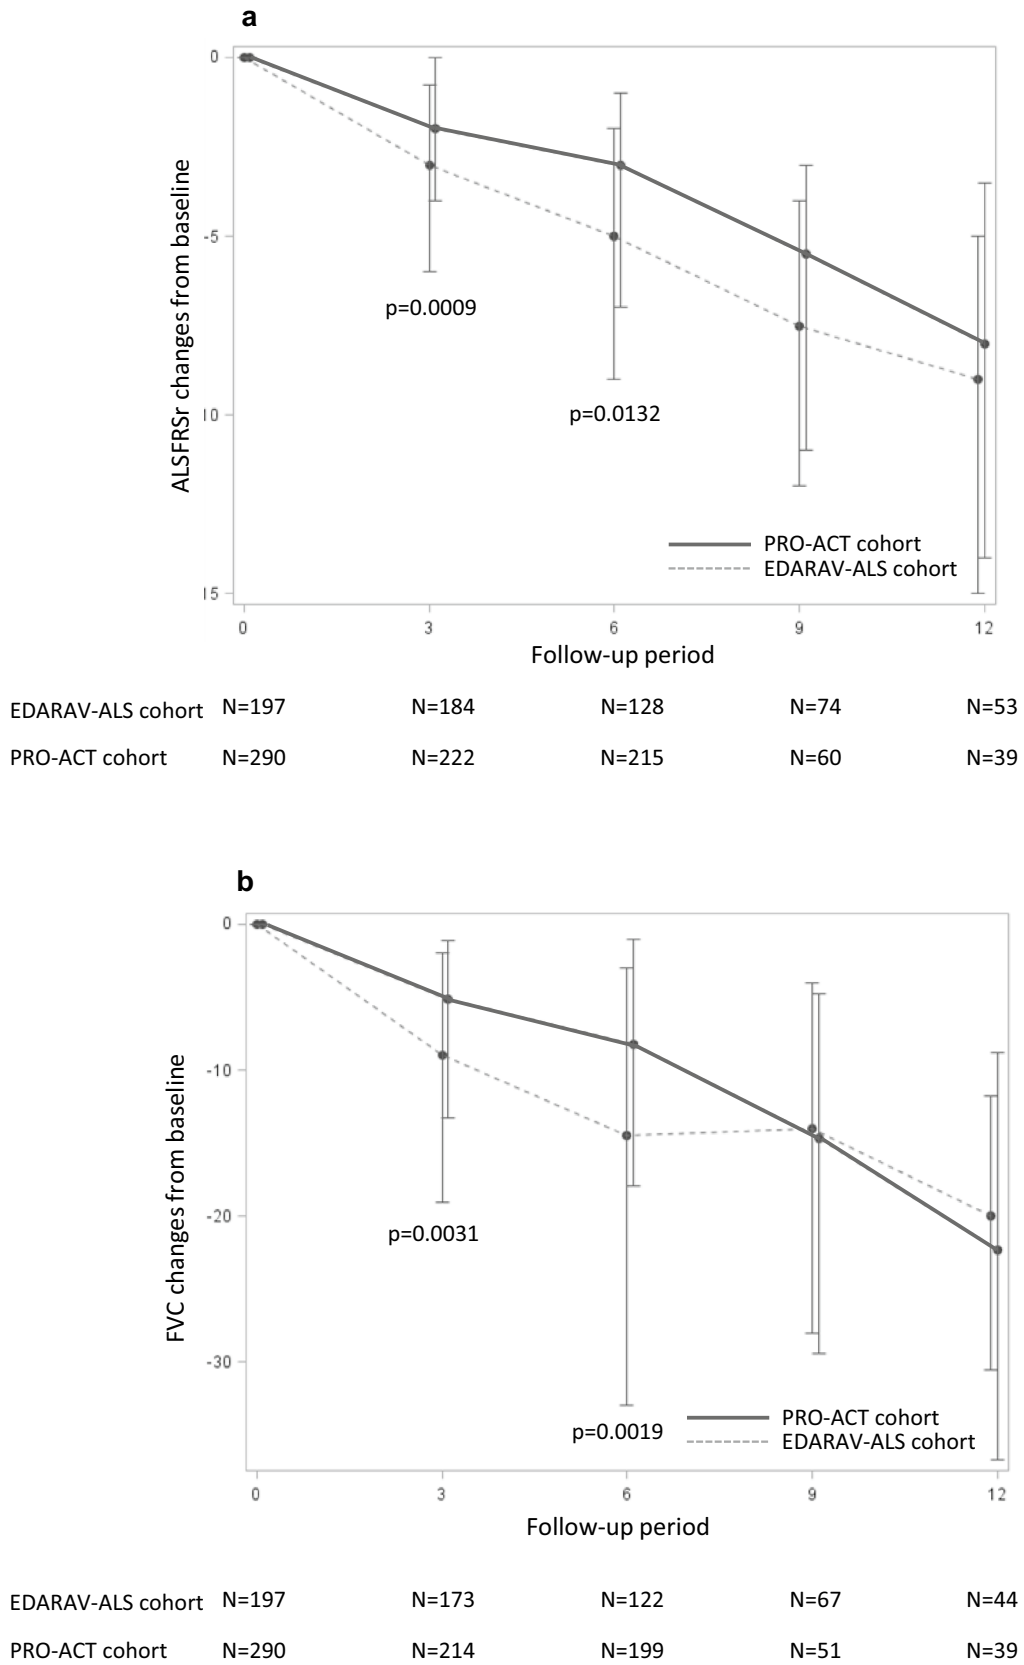 a
0
-5
10
15
ALSFRSr changes from baseline
p=0.0009
p=0.0132
PRO-ACT cohort
EDARAV-ALS cohort
0 3 6 9 12
Follow-up period
EDARAV-ALS cohort N=197 N=184 N=128 N=74 N=53
PRO-ACT cohort N=290 N=222 N=215 N=60 N=39
b
0
-10
-20
-30
FVC changes from baseline
p=0.0031
p=0.0019
PRO-ACT cohort
EDARAV-ALS cohort
0 3 6 9 12
Follow-up period
EDARAV-ALS cohort N=197 N=173 N=122 N=67 N=44
PRO-ACT cohort N=290 N=214 N=199 N=51 N=39